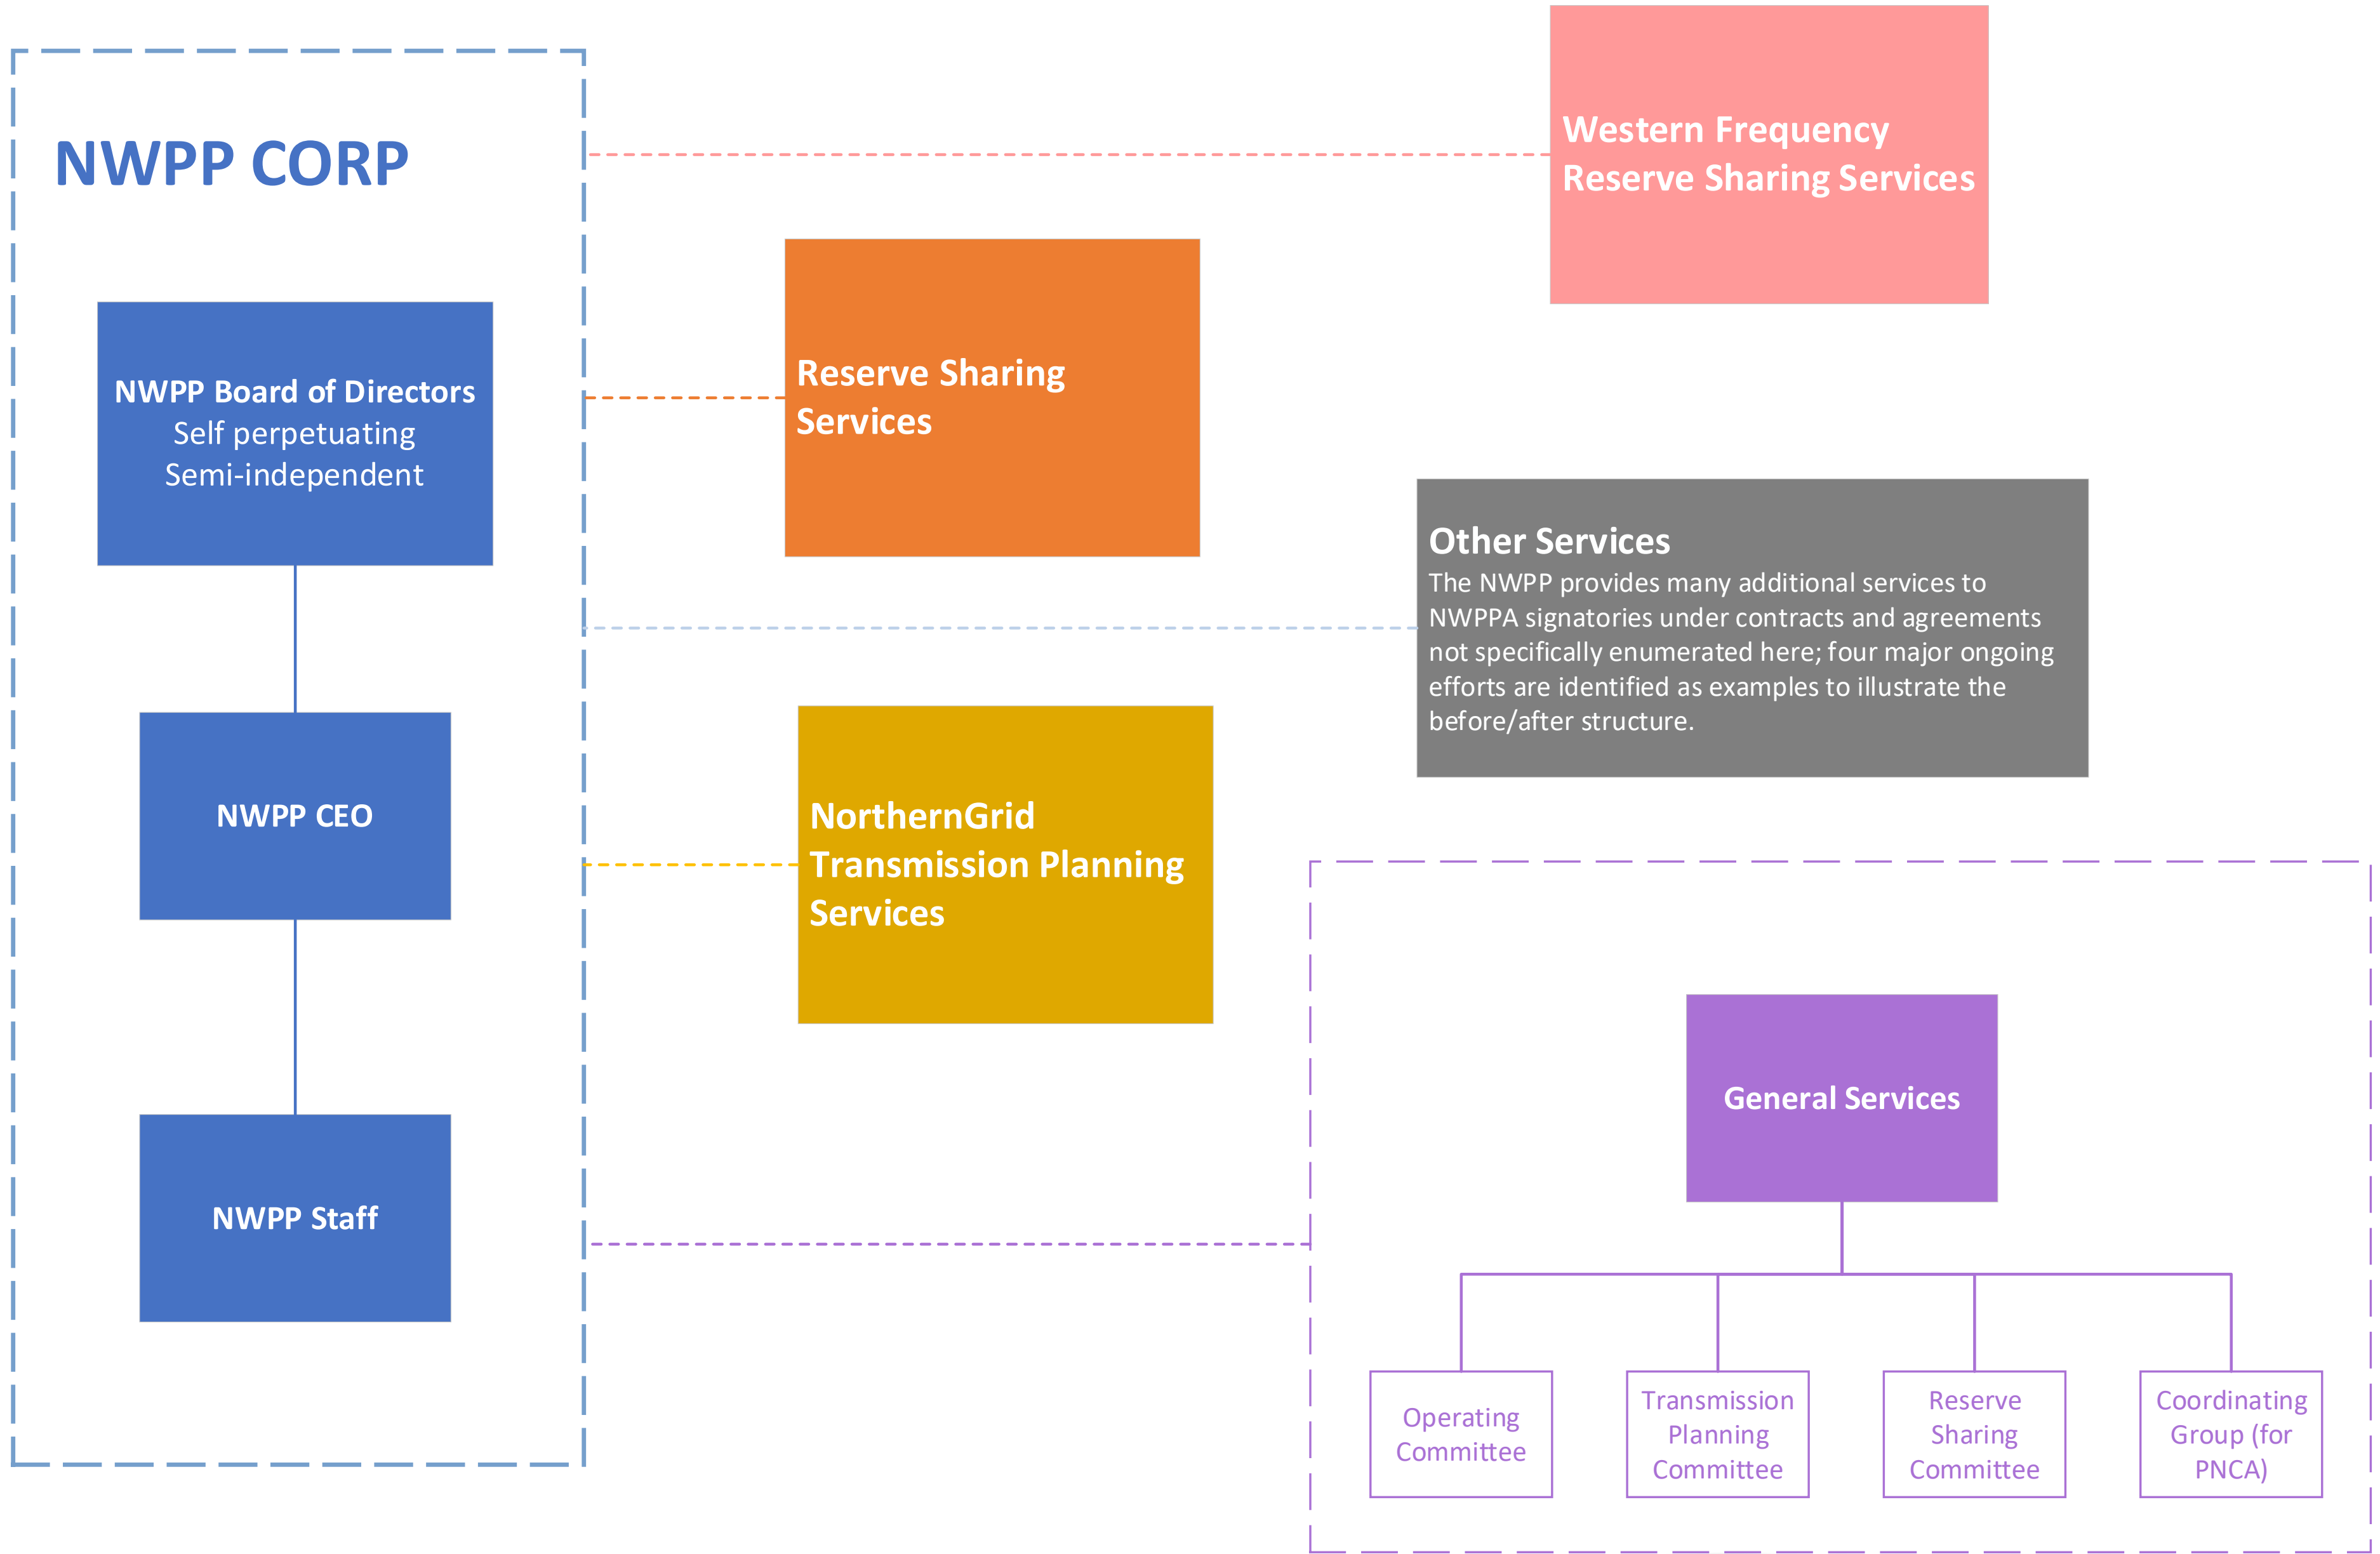 NWPP CORP
NWPP Board of Directors
Self perpetuating
Semi-independent
NWPP CEO
NWPP Staff
Western Frequency
Reserve Sharing Services
Reserve Sharing
Services
Other Services
The NWPP provides many additional services to
NWPPA signatories under contracts and agreements
not specifically enumerated here; four major ongoing
efforts are identified as examples to illustrate the
before/after structure.
NorthernGrid
Transmission Planning
Services
General Services
Operating
Committee
Transmission
Planning
Committee
Reserve
Sharing
Committee
Coordinating
Group (for
PNCA)